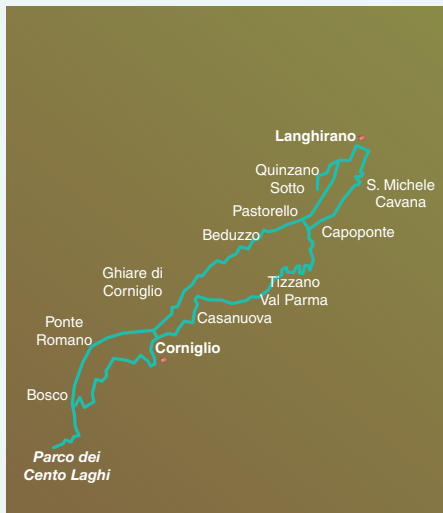 Langhirano
Quinzano
Sotto
S. Michele
Cavana
Pastorello
Capoponte
Beduzzo
Ghiare di
Corniglio
Tizzano
Val Parma
Casanuova
Ponte
Romano
Corniglio
Bosco
Parco dei
Cento Laghi